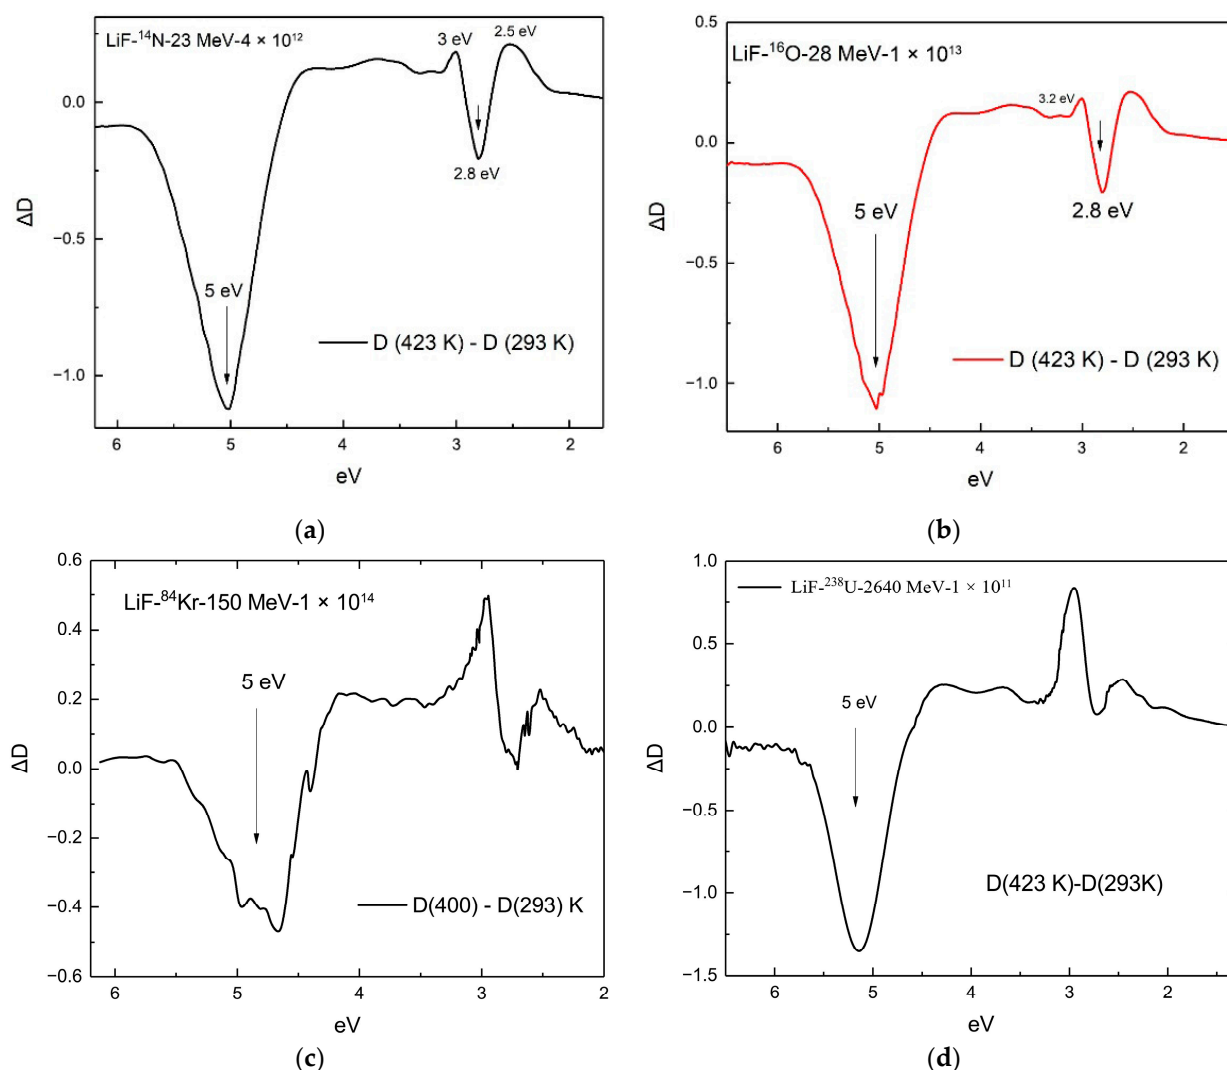 LiF-¹⁴N-23 MeV-4 × 10¹²
3 eV
2.5 eV
2.8 eV
5 eV
D (423 K) - D (293 K)
0.0
−0.5
−1.0
ΔD
6 5 4 3 2
eV
(a)
LiF-¹⁶O-28 MeV-1 × 10¹³
3.2 eV
5 eV
2.8 eV
D (423 K) - D (293 K)
0.5
0.0
−0.5
−1.0
ΔD
6 5 4 3 2
eV
(b)
LiF-⁸⁴Kr-150 MeV-1 × 10¹⁴
5 eV
D(400) - D(293) K
0.6
0.4
0.2
0.0
−0.2
−0.4
−0.6
ΔD
6 5 4 3 2
eV
(c)
LiF-²³⁸U-2640 MeV-1 × 10¹¹
5 eV
D(423 K)-D(293K)
1.0
0.5
0.0
−0.5
−1.0
−1.5
ΔD
6 5 4 3 2
eV
(d)